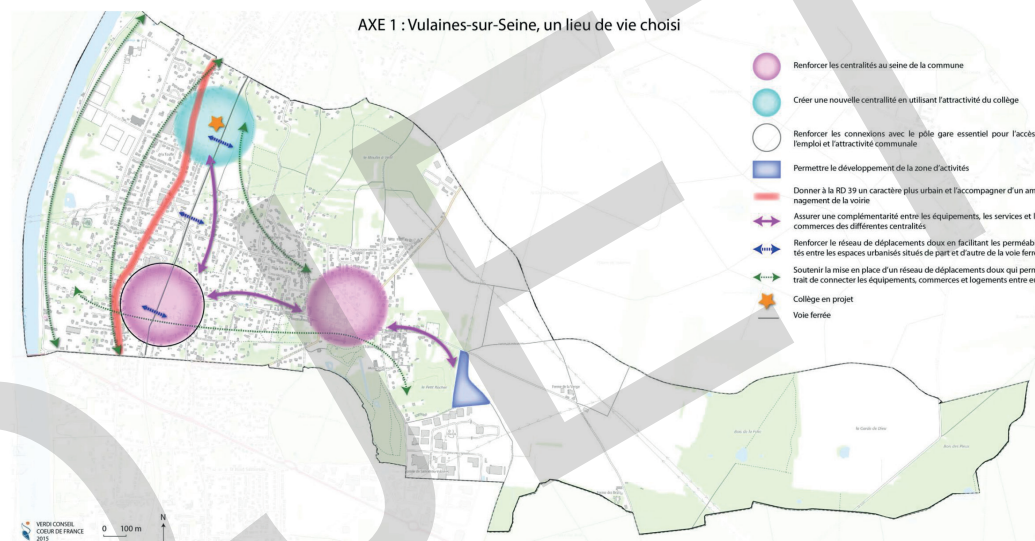 AXE 1 : Vulaines-sur-Seine, un lieu de vie choisi
Renforcer les centralités au seine de la commune
Créer une nouvelle centrallité en utilisant l'attractivité du collège
Renforcer les connexions avec le pôle gare essentiel pour l'accès
l'emploi et l'attractivité communale
Permettre le développement de la zone d'activités
Donner à la RD 39 un caractère plus urbain et l'accompagner d'un am
nagement de la voirie
Assurer une complémentarité entre les équipements, les services et l
commerces des différentes centralités
Renforcer le réseau de déplacements doux en facilitant les perméab
tés entre les espaces urbanisés situés de part et d'autre de la voie ferr
Soutenir la mise en place d'un réseau de déplacements doux qui perm
trait de connecter les équipements, commerces et logements entre e
Collège en projet
Voie ferrée
VERDI CONSEIL
COEUR DE FRANCE
2015
0 100 m
N